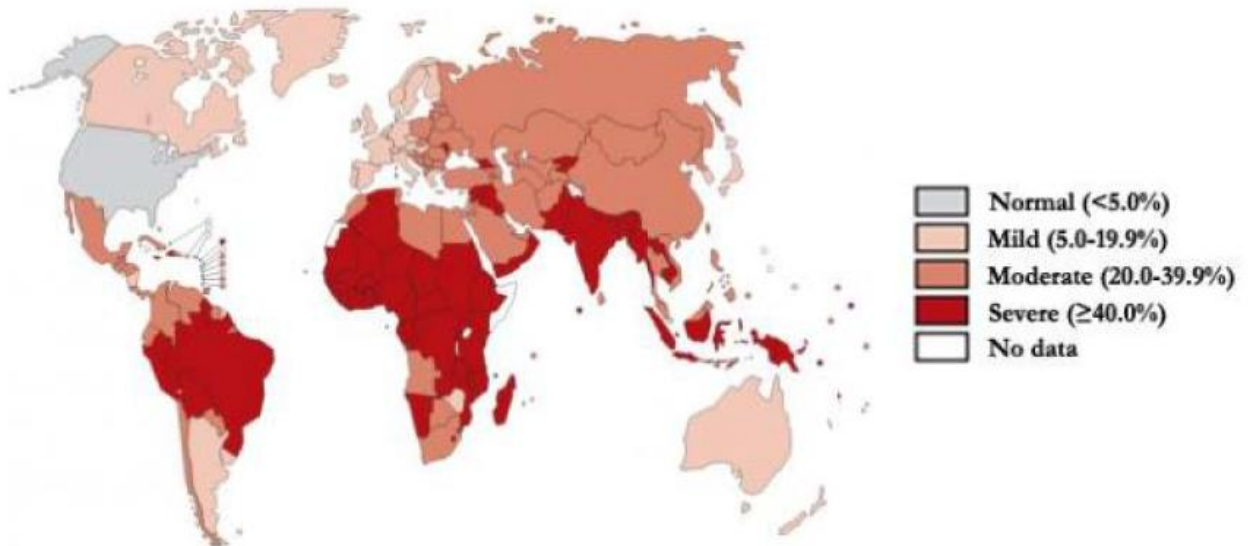 Normal (<5.0%)
Mild (5.0-19.9%)
Moderate (20.0-39.9%)
Severe (≥40.0%)
No data